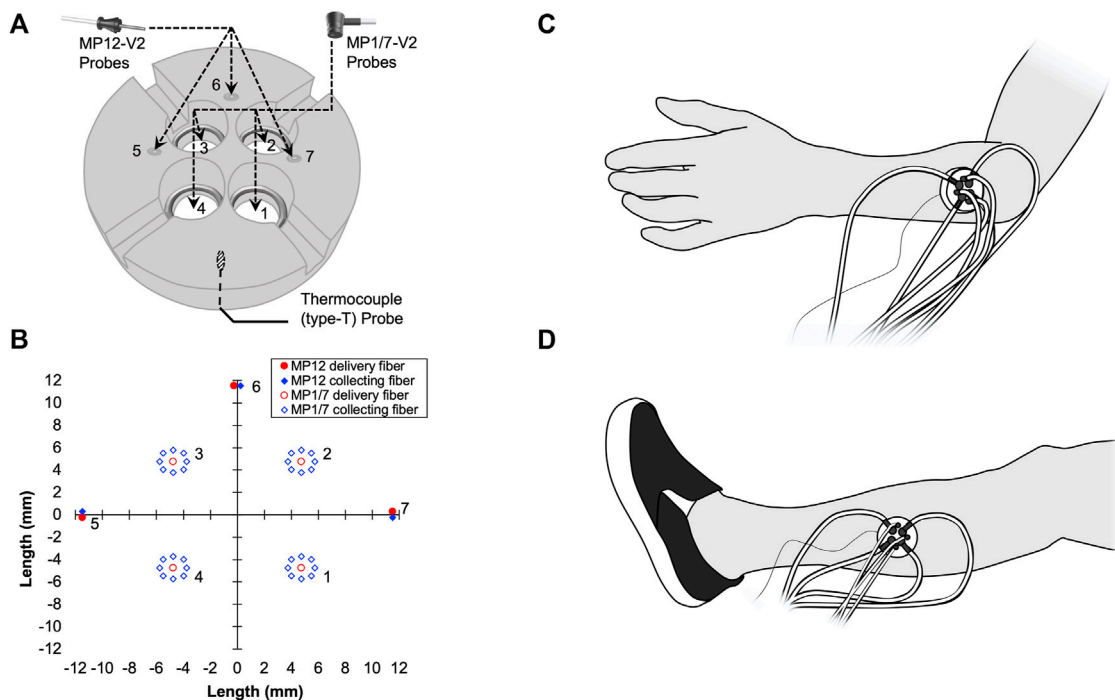 A
MP12-V2
Probes
MP1/7-V2
Probes
6
5
3
2
7
4
1
Thermocouple
(type-T) Probe
B
MP12 delivery fiber
MP12 collecting fiber
MP1/7 delivery fiber
MP1/7 collecting fiber
12
10
8
6
4
2
0
-2
-4
-6
-8
-10
-12
6
3
2
7
5
4
1
Length (mm)
-12 -10 -8 -6 -4 -2 0 2 4 6 8 10 12
Length (mm)
C
D